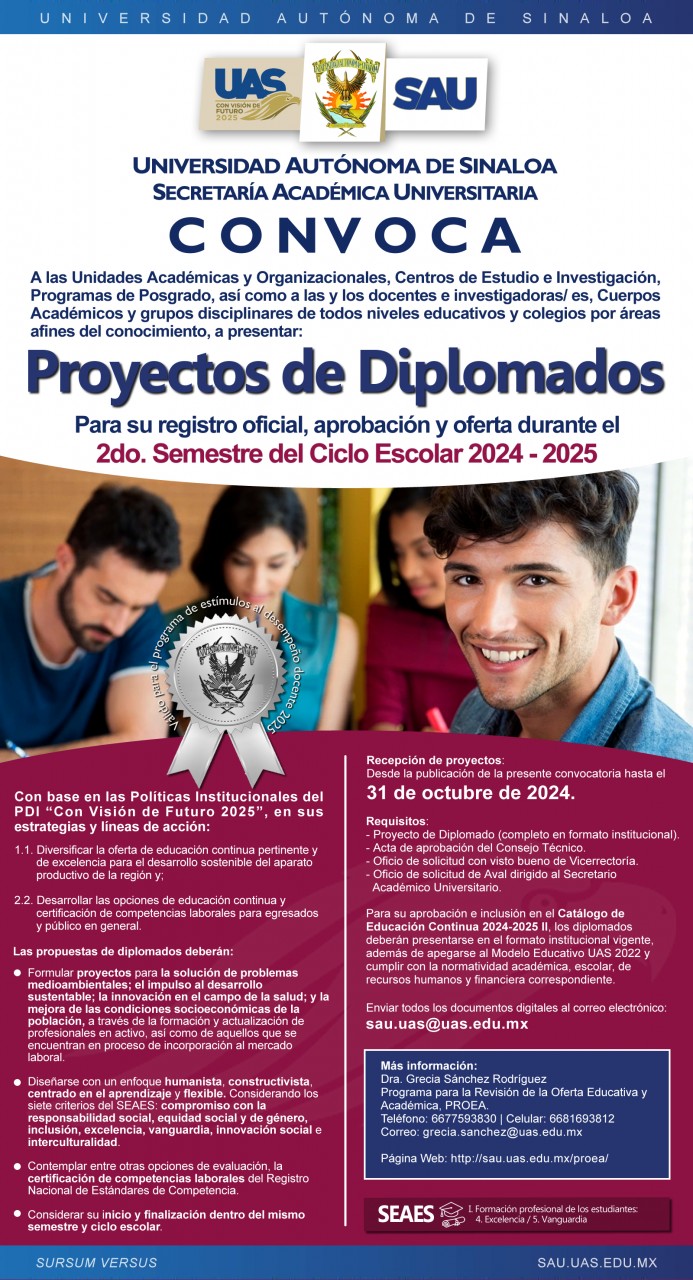 UNIVERSIDAD AUTÓNOMA DE SINALOA
UAS
CON VISIÓN DE
FUTURO
2025
SAU
UNIVERSIDAD AUTÓNOMA DE SINALOA
SECRETARÍA ACADÉMICA UNIVERSITARIA
CONVOCA
A las Unidades Académicas y Organizacionales, Centros de Estudio e Investigación,
Programas de Posgrado, así como a las y los docentes e investigadoras/ es, Cuerpos
Académicos y grupos disciplinares de todos niveles educativos y colegios por áreas
afines del conocimiento, a presentar:
Proyectos de Diplomados
Para su registro oficial, aprobación y oferta durante el
2do. Semestre del Ciclo Escolar 2024 - 2025
Valido para el programa de estímulos al desempeño docente 2025
Con base en las Políticas Institucionales del
PDI “Con Visión de Futuro 2025”, en sus
estrategias y líneas de acción:
1.1. Diversificar la oferta de educación continua pertinente y
de excelencia para el desarrollo sostenible del aparato
productivo de la región y;
2.2. Desarrollar las opciones de educación continua y
certificación de competencias laborales para egresados
y público en general.
Las propuestas de diplomados deberán:
● Formular proyectos para la solución de problemas
medioambientales; el impulso al desarrollo
sustentable; la innovación en el campo de la salud; y la
mejora de las condiciones socioeconómicas de la
población, a través de la formación y actualización de
profesionales en activo, así como de aquellos que se
encuentran en proceso de incorporación al mercado
laboral.
● Diseñarse con un enfoque humanista, constructivista,
centrado en el aprendizaje y flexible. Considerando los
siete criterios del SEAES: compromiso con la
responsabilidad social, equidad social y de género,
inclusión, excelencia, vanguardia, innovación social e
interculturalidad.
● Contemplar entre otras opciones de evaluación, la
certificación de competencias laborales del Registro
Nacional de Estándares de Competencia.
● Considerar su inicio y finalización dentro del mismo
semestre y ciclo escolar.
Recepción de proyectos:
Desde la publicación de la presente convocatoria hasta el
31 de octubre de 2024.
Requisitos:
- Proyecto de Diplomado (completo en formato institucional).
- Acta de aprobación del Consejo Técnico.
- Oficio de solicitud con visto bueno de Vicerrectoría.
- Oficio de solicitud de Aval dirigido al Secretario
Académico Universitario.
Para su aprobación e inclusión en el Catálogo de
Educación Continua 2024-2025 II, los diplomados
deberán presentarse en el formato institucional vigente,
además de apegarse al Modelo Educativo UAS 2022 y
cumplir con la normatividad académica, escolar, de
recursos humanos y financiera correspondiente.
Enviar todos los documentos digitales al correo electrónico:
sau.uas@uas.edu.mx
Más información:
Dra. Grecia Sánchez Rodríguez
Programa para la Revisión de la Oferta Educativa y
Académica, PROEA.
Teléfono: 6677593830 | Celular: 6681693812
Correo: grecia.sanchez@uas.edu.mx
Página Web: http://sau.uas.edu.mx/proea/
SEAES
1. Formación profesional de los estudiantes:
4. Excelencia / 5. Vanguardia
SURSUM VERSUS
SAU.UAS.EDU.MX